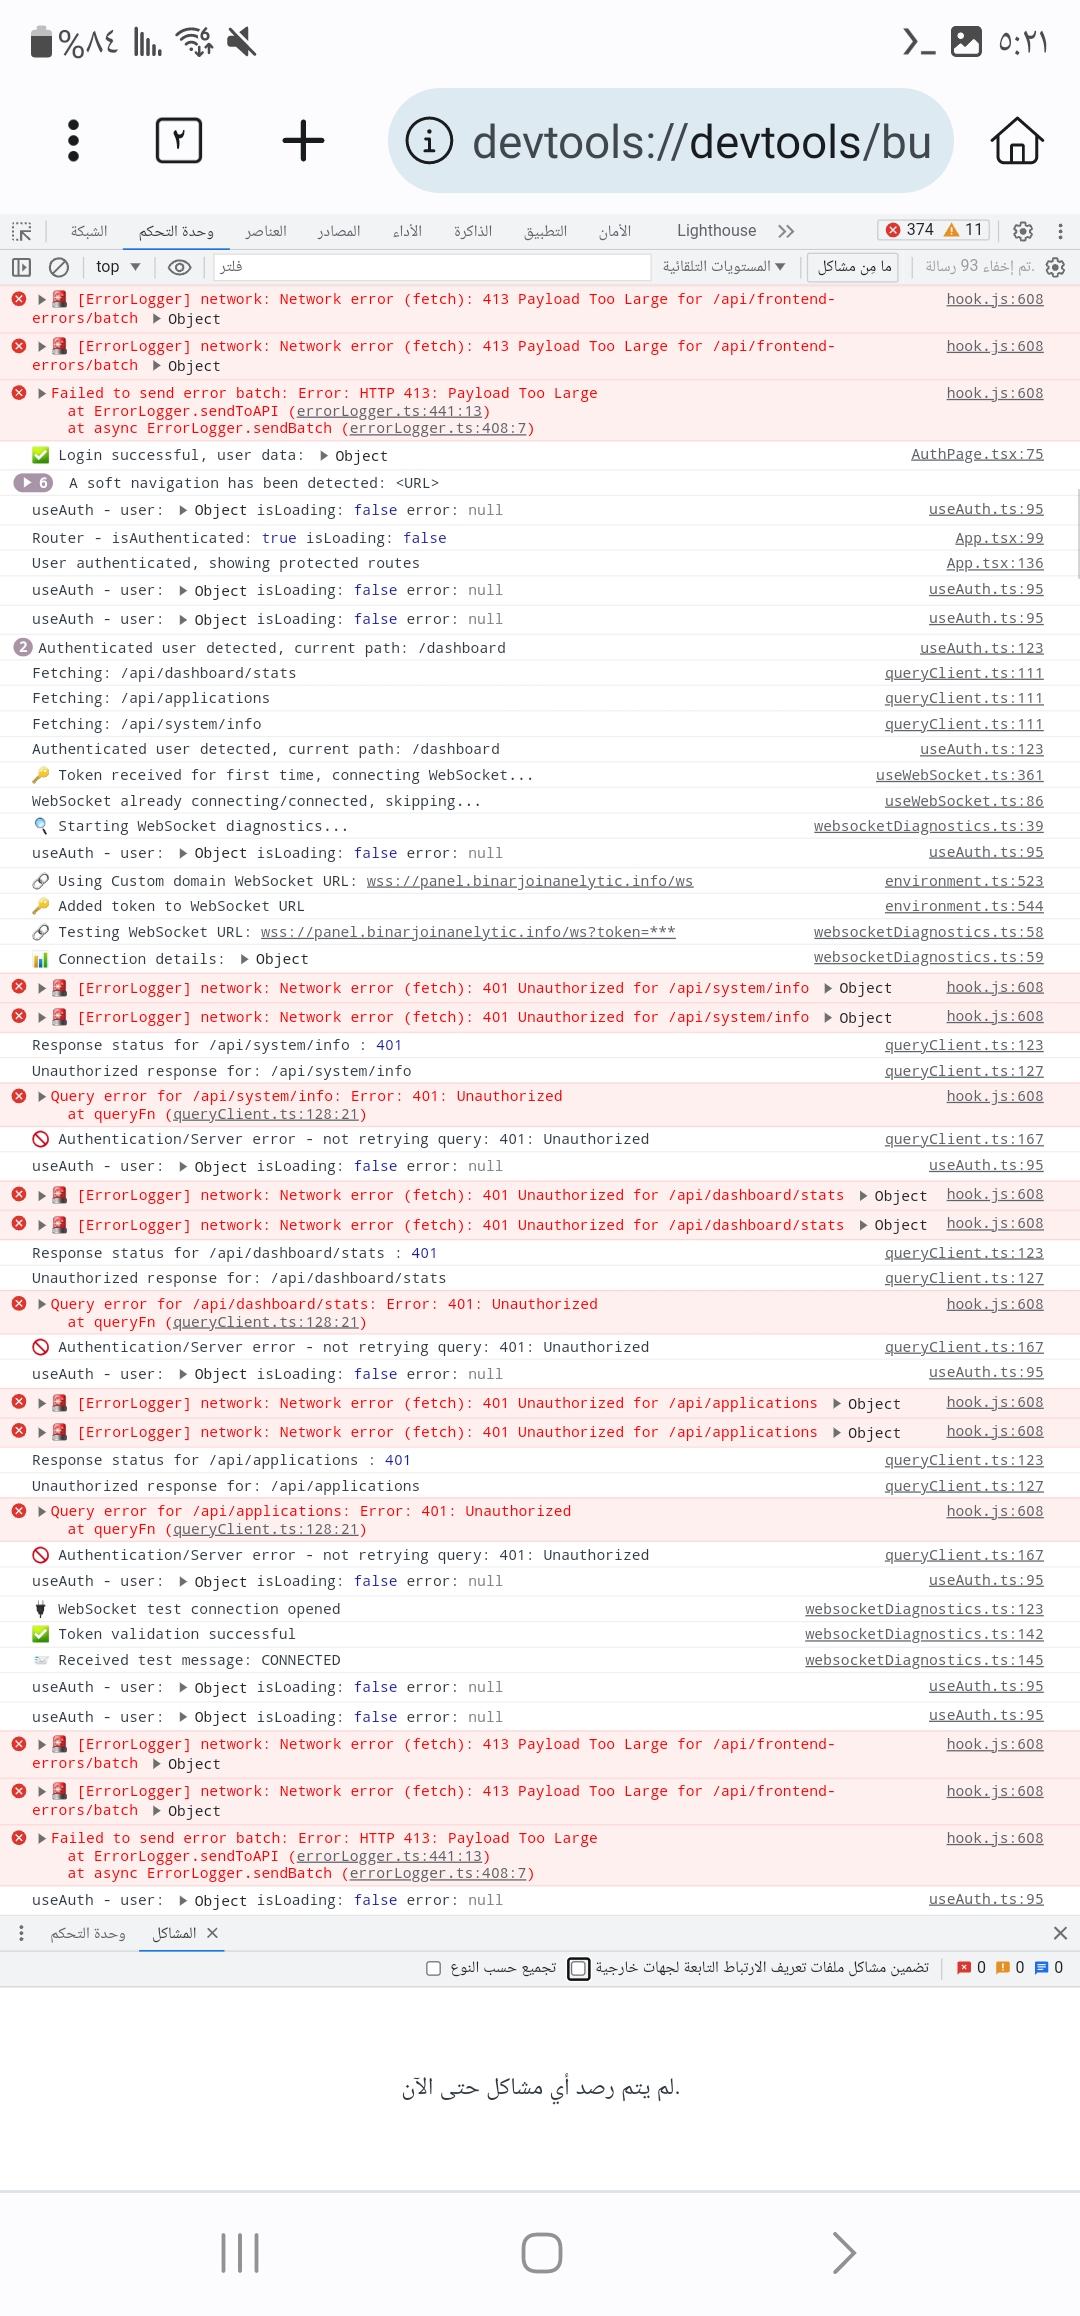 %٨٤ ٥:٢١
٢ devtools://devtools/bu
الشبكة وحدة التحكم العناصر المصادر الأداء الذاكرة التطبيق الأمان Lighthouse 374 11
top فلتر المستويات التلقائية ما مِن مشاكل تم إخفاء 93 رسالة.
[ErrorLogger] network: Network error (fetch): 413 Payload Too Large for /api/frontend- hook.js:608
errors/batch Object
[ErrorLogger] network: Network error (fetch): 413 Payload Too Large for /api/frontend- hook.js:608
errors/batch Object
Failed to send error batch: Error: HTTP 413: Payload Too Large hook.js:608
at ErrorLogger.sendToAPI (errorLogger.ts:441:13)
at async ErrorLogger.sendBatch (errorLogger.ts:408:7)
✅ Login successful, user data: Object AuthPage.tsx:75
6 A soft navigation has been detected: <URL>
useAuth - user: Object isLoading: false error: null useAuth.ts:95
Router - isAuthenticated: true isLoading: false App.tsx:99
User authenticated, showing protected routes App.tsx:136
useAuth - user: Object isLoading: false error: null useAuth.ts:95
useAuth - user: Object isLoading: false error: null useAuth.ts:95
2 Authenticated user detected, current path: /dashboard useAuth.ts:123
Fetching: /api/dashboard/stats queryClient.ts:111
Fetching: /api/applications queryClient.ts:111
Fetching: /api/system/info queryClient.ts:111
Authenticated user detected, current path: /dashboard useAuth.ts:123
🔑 Token received for first time, connecting WebSocket... useWebSocket.ts:361
WebSocket already connecting/connected, skipping... useWebSocket.ts:86
🔍 Starting WebSocket diagnostics... websocketDiagnostics.ts:39
useAuth - user: Object isLoading: false error: null useAuth.ts:95
🔗 Using Custom domain WebSocket URL: wss://panel.binarjoinanelytic.info/ws environment.ts:523
🔑 Added token to WebSocket URL environment.ts:544
🔗 Testing WebSocket URL: wss://panel.binarjoinanelytic.info/ws?token=*** websocketDiagnostics.ts:58
📊 Connection details: Object websocketDiagnostics.ts:59
[ErrorLogger] network: Network error (fetch): 401 Unauthorized for /api/system/info Object hook.js:608
[ErrorLogger] network: Network error (fetch): 401 Unauthorized for /api/system/info Object hook.js:608
Response status for /api/system/info : 401 queryClient.ts:123
Unauthorized response for: /api/system/info queryClient.ts:127
Query error for /api/system/info: Error: 401: Unauthorized hook.js:608
at queryFn (queryClient.ts:128:21)
🚫 Authentication/Server error - not retrying query: 401: Unauthorized queryClient.ts:167
useAuth - user: Object isLoading: false error: null useAuth.ts:95
[ErrorLogger] network: Network error (fetch): 401 Unauthorized for /api/dashboard/stats Object hook.js:608
[ErrorLogger] network: Network error (fetch): 401 Unauthorized for /api/dashboard/stats Object hook.js:608
Response status for /api/dashboard/stats : 401 queryClient.ts:123
Unauthorized response for: /api/dashboard/stats queryClient.ts:127
Query error for /api/dashboard/stats: Error: 401: Unauthorized hook.js:608
at queryFn (queryClient.ts:128:21)
🚫 Authentication/Server error - not retrying query: 401: Unauthorized queryClient.ts:167
useAuth - user: Object isLoading: false error: null useAuth.ts:95
[ErrorLogger] network: Network error (fetch): 401 Unauthorized for /api/applications Object hook.js:608
[ErrorLogger] network: Network error (fetch): 401 Unauthorized for /api/applications Object hook.js:608
Response status for /api/applications : 401 queryClient.ts:123
Unauthorized response for: /api/applications queryClient.ts:127
Query error for /api/applications: Error: 401: Unauthorized hook.js:608
at queryFn (queryClient.ts:128:21)
🚫 Authentication/Server error - not retrying query: 401: Unauthorized queryClient.ts:167
useAuth - user: Object isLoading: false error: null useAuth.ts:95
WebSocket test connection opened websocketDiagnostics.ts:123
✅ Token validation successful websocketDiagnostics.ts:142
📨 Received test message: CONNECTED websocketDiagnostics.ts:145
useAuth - user: Object isLoading: false error: null useAuth.ts:95
useAuth - user: Object isLoading: false error: null useAuth.ts:95
[ErrorLogger] network: Network error (fetch): 413 Payload Too Large for /api/frontend- hook.js:608
errors/batch Object
[ErrorLogger] network: Network error (fetch): 413 Payload Too Large for /api/frontend- hook.js:608
errors/batch Object
Failed to send error batch: Error: HTTP 413: Payload Too Large hook.js:608
at ErrorLogger.sendToAPI (errorLogger.ts:441:13)
at async ErrorLogger.sendBatch (errorLogger.ts:408:7)
useAuth - user: Object isLoading: false error: null useAuth.ts:95
وحدة التحكم المشاكل
تجميع حسب النوع تضمين مشاكل ملفات تعريف الارتباط التابعة لجهات خارجية 0 0 0
لم يتم رصد أي مشاكل حتى الآن.